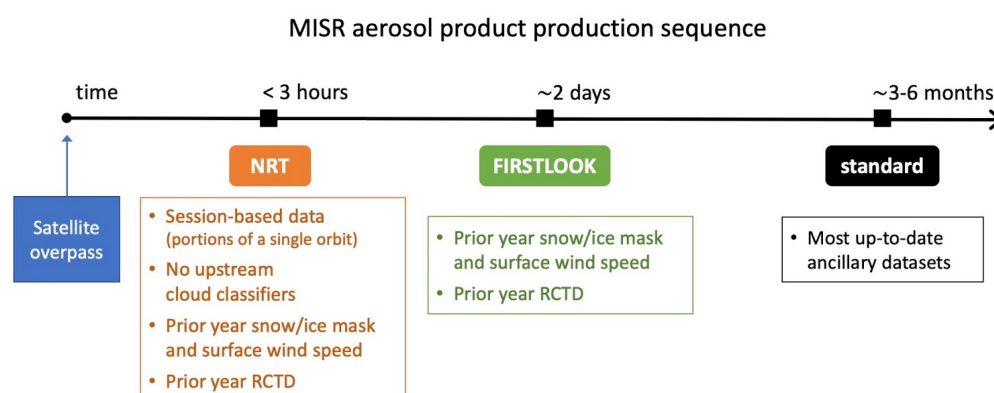 MISR aerosol product production sequence
time
< 3 hours
~2 days
~3-6 months
NRT
FIRSTLOOK
standard
Satellite
overpass
• Session-based data
(portions of a single orbit)
• No upstream
cloud classifiers
• Prior year snow/ice mask
and surface wind speed
• Prior year RCTD
• Prior year snow/ice mask
and surface wind speed
• Prior year RCTD
• Most up-to-date
ancillary datasets